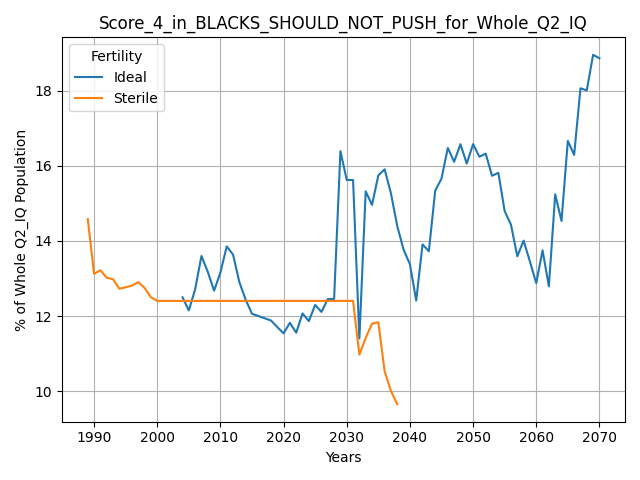 Score_4_in_BLACKS_SHOULD_NOT_PUSH_for_Whole_Q2_IQ
Fertility
Ideal
Sterile
% of Whole Q2_IQ Population
18
16
14
12
10
1990 2000 2010 2020 2030 2040 2050 2060 2070
Years